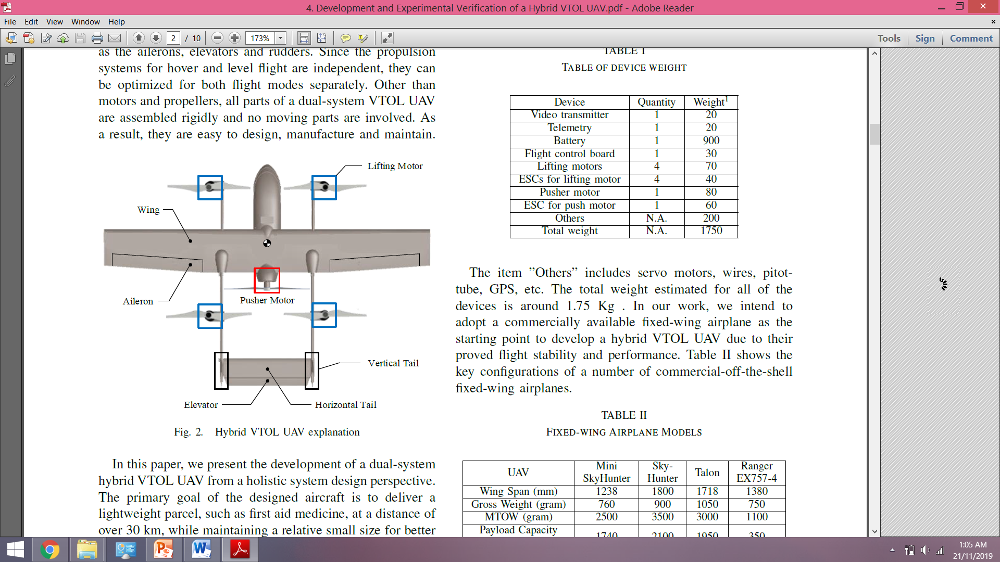 4. Development and Experimental Verification of a Hybrid VTOL UAV.pdf - Adobe Reader
File Edit View Window Help
2 / 10 173% Tools Sign Comment
as the ailerons, elevators and rudders. Since the propulsion
systems for hover and level flight are independent, they can
be optimized for both flight modes separately. Other than
motors and propellers, all parts of a dual-system VTOL UAV
are assembled rigidly and no moving parts are involved. As
a result, they are easy to design, manufacture and maintain.
Lifting Motor
Wing
Aileron
Pusher Motor
Vertical Tail
Elevator
Horizontal Tail
Fig. 2. Hybrid VTOL UAV explanation
In this paper, we present the development of a dual-system
hybrid VTOL UAV from a holistic system design perspective.
The primary goal of the designed aircraft is to deliver a
lightweight parcel, such as first aid medicine, at a distance of
over 30 km, while maintaining a relative small size for better
TABLE I
TABLE OF DEVICE WEIGHT
Device Quantity Weight¹
Video transmitter 1 20
Telemetry 1 20
Battery 1 900
Flight control board 1 30
Lifting motors 4 70
ESCs for lifting motor 4 40
Pusher motor 1 80
ESC for push motor 1 60
Others N.A. 200
Total weight N.A. 1750
The item ”Others” includes servo motors, wires, pitot-
tube, GPS, etc. The total weight estimated for all of the
devices is around 1.75 Kg . In our work, we intend to
adopt a commercially available fixed-wing airplane as the
starting point to develop a hybrid VTOL UAV due to their
proved flight stability and performance. Table II shows the
key configurations of a number of commercial-off-the-shell
fixed-wing airplanes.
TABLE II
FIXED-WING AIRPLANE MODELS
UAV Mini SkyHunter Sky-Hunter Talon Ranger EX757-4
Wing Span (mm) 1238 1800 1718 1380
Gross Weight (gram) 760 900 1050 750
MTOW (gram) 2500 3500 3000 1100
Payload Capacity 1740 2100 1950 350
1:05 AM
21/11/2019